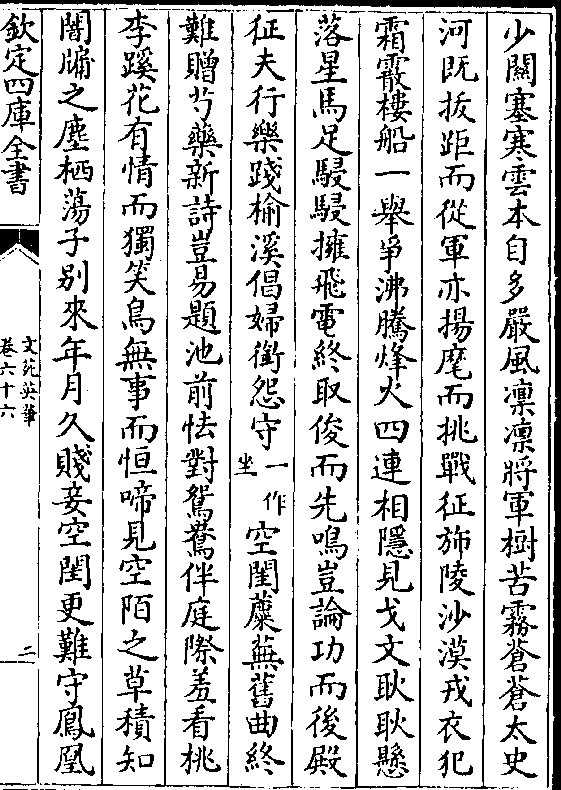 少關塞寒雲本自多嚴風凛凛將軍樹苦霧蒼蒼太史
河既拔距而從軍亦揚麾而挑戰征斾陵沙漠戎衣犯
霜霰樓船一舉爭沸騰烽火四連相隱見戈文耿耿懸
落星馬足駸駸擁飛電終取俊而先鳴豈論功而後殿
征夫行樂踐榆溪倡婦銜怨守一作坐空閨蘼蕪舊曲終
難贈芍藥新詩豈易題池前怯對鴛鴦伴庭際羞看桃
李蹊花有情而獨笑鳥無事而恒啼見空陌之草積知
闇牖之塵栖蕩子别來年月久賤妾空閨更難守鳳凰
欽定四庫全書
文苑英華
卷六十六
二